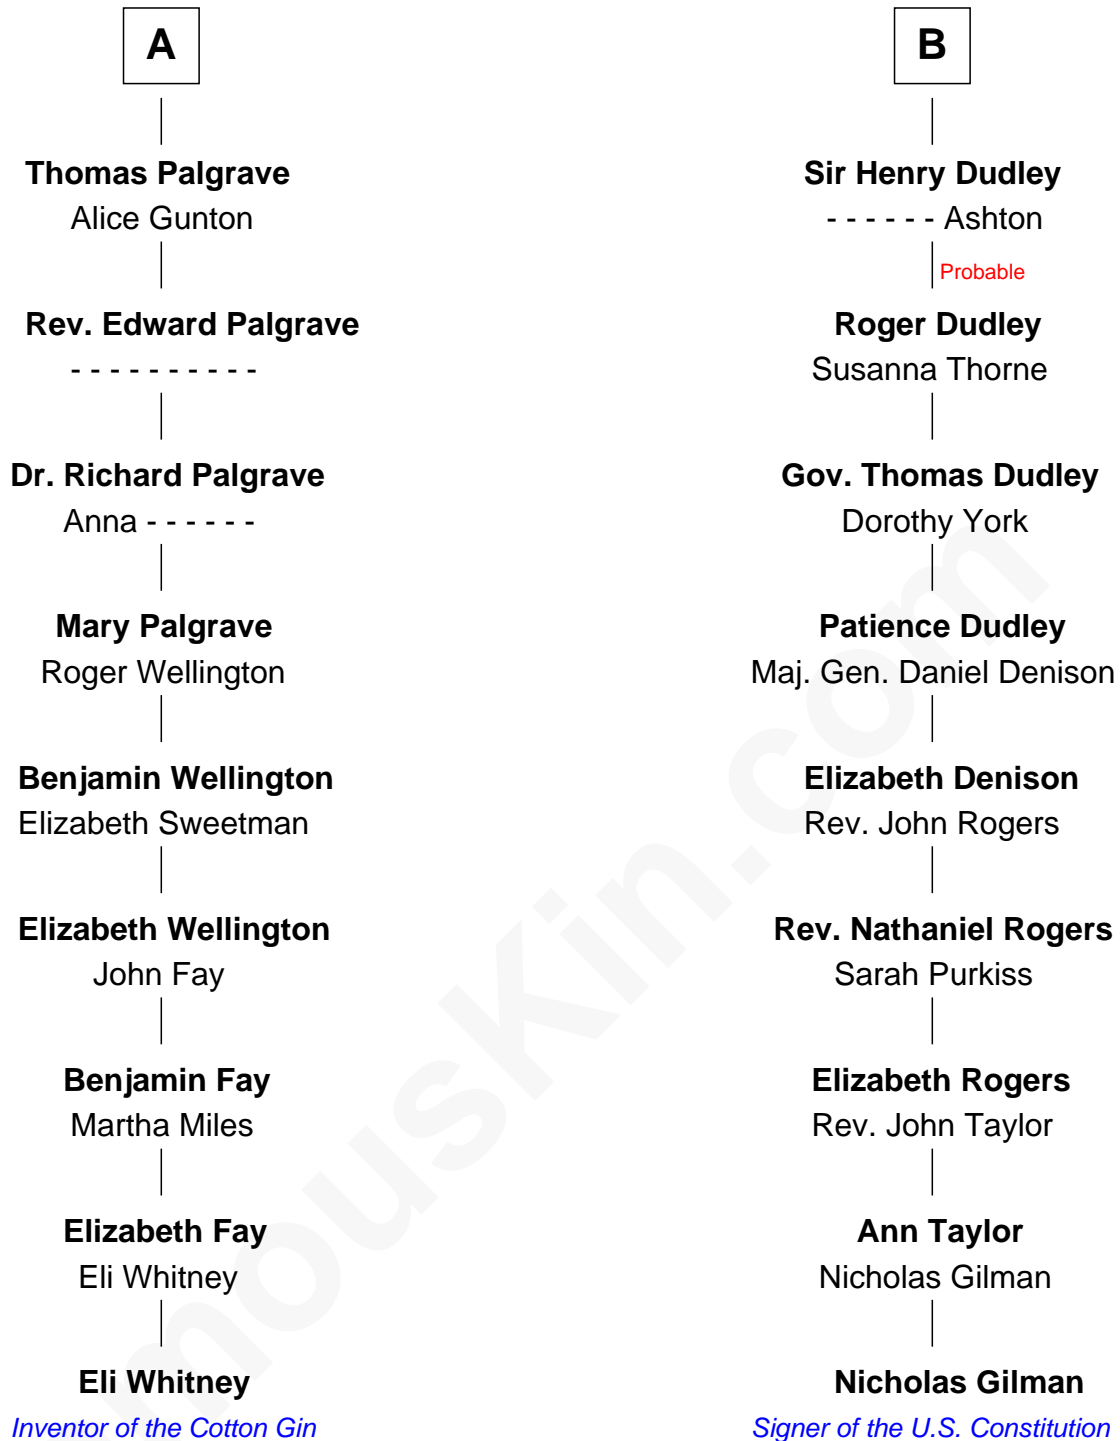 A
Thomas Palgrave
Alice Gunton
Rev. Edward Palgrave
- - - - - - - - - -
Dr. Richard Palgrave
Anna - - - - - -
Mary Palgrave
Roger Wellington
Benjamin Wellington
Elizabeth Sweetman
Elizabeth Wellington
John Fay
Benjamin Fay
Martha Miles
Elizabeth Fay
Eli Whitney
Eli Whitney
Inventor of the Cotton Gin
B
Sir Henry Dudley
- - - - - - Ashton
Probable
Roger Dudley
Susanna Thorne
Gov. Thomas Dudley
Dorothy York
Patience Dudley
Maj. Gen. Daniel Denison
Elizabeth Denison
Rev. John Rogers
Rev. Nathaniel Rogers
Sarah Purkiss
Elizabeth Rogers
Rev. John Taylor
Ann Taylor
Nicholas Gilman
Nicholas Gilman
Signer of the U.S. Constitution
mousKin.com